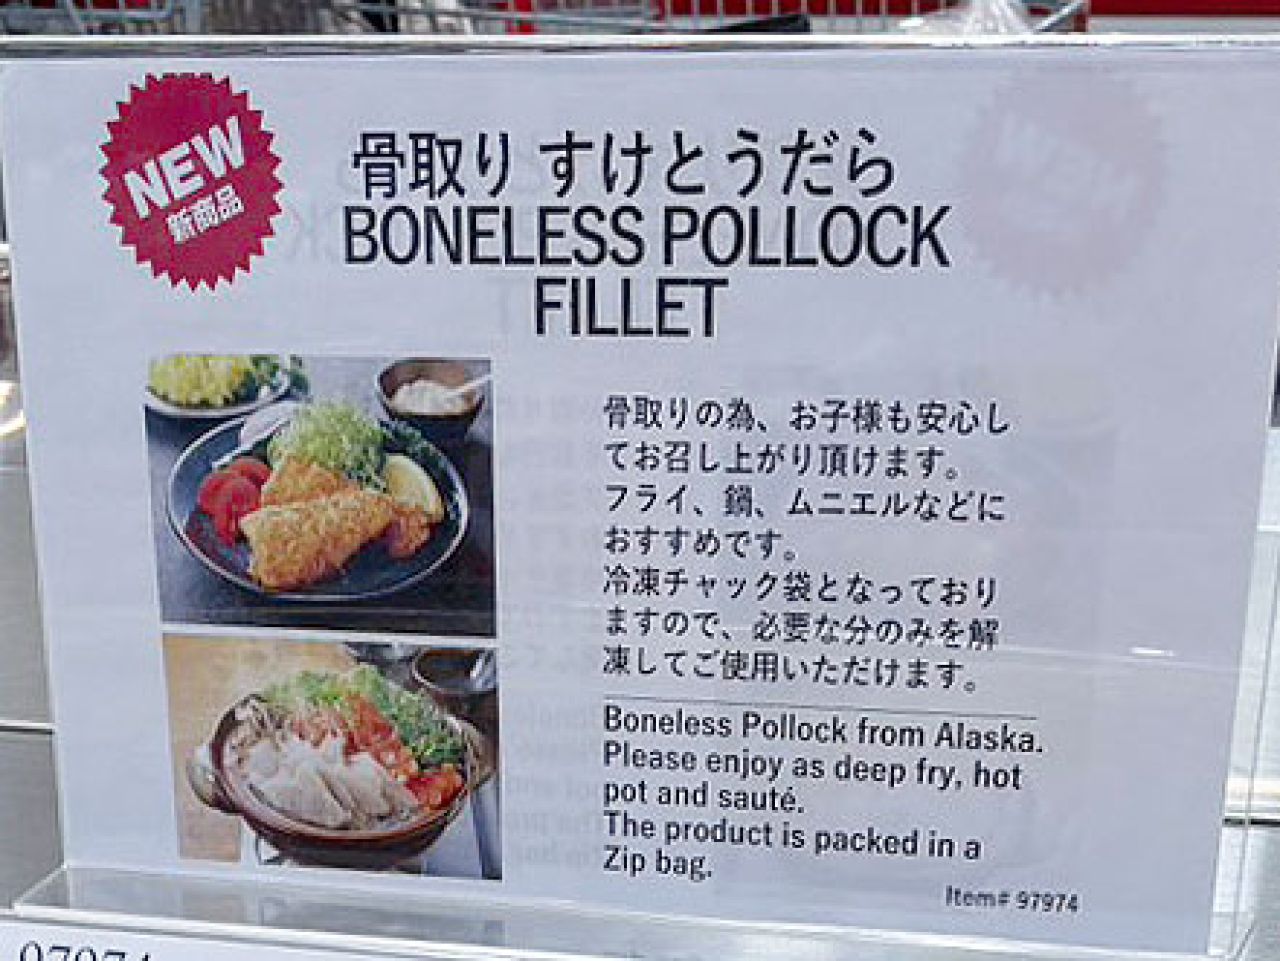 NEW
新商品
骨取り すけとうだら
BONELESS POLLOCK
FILLET
骨取りの為、お子様も安心し
てお召し上がり頂けます。
フライ、鍋、ムニエルなどに
おすすめです。
冷凍チャック袋となっており
ますので、必要な分のみを解
凍してご使用いただけます。
Boneless Pollock from Alaska.
Please enjoy as deep fry, hot
pot and sauté.
The product is packed in a
Zip bag.
Item# 97974
97974